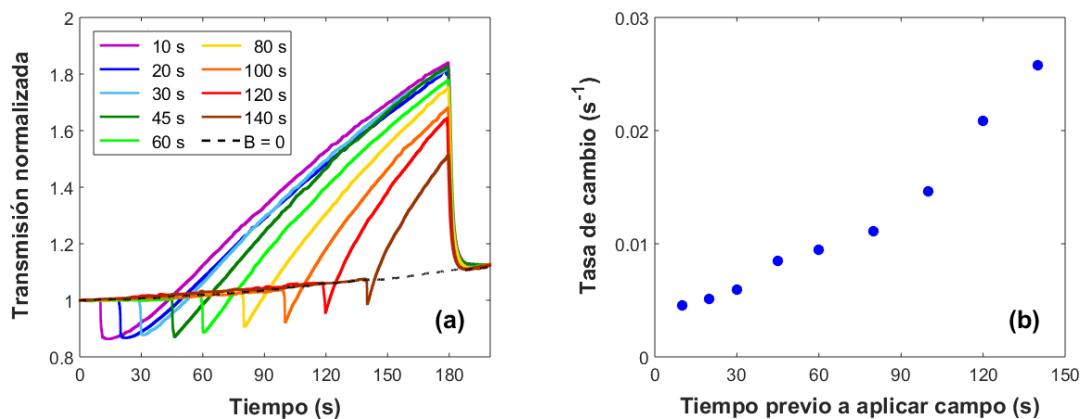 Transmisión normalizada
2
1.8
1.6
1.4
1.2
1
0.8
10 s
20 s
30 s
45 s
60 s
80 s
100 s
120 s
140 s
B = 0
(a)
0 30 60 90 120 150 180
Tiempo (s)
Tasa de cambio (s-1)
0.03
0.02
0.01
0
(b)
0 30 60 90 120 150
Tiempo previo a aplicar campo (s)